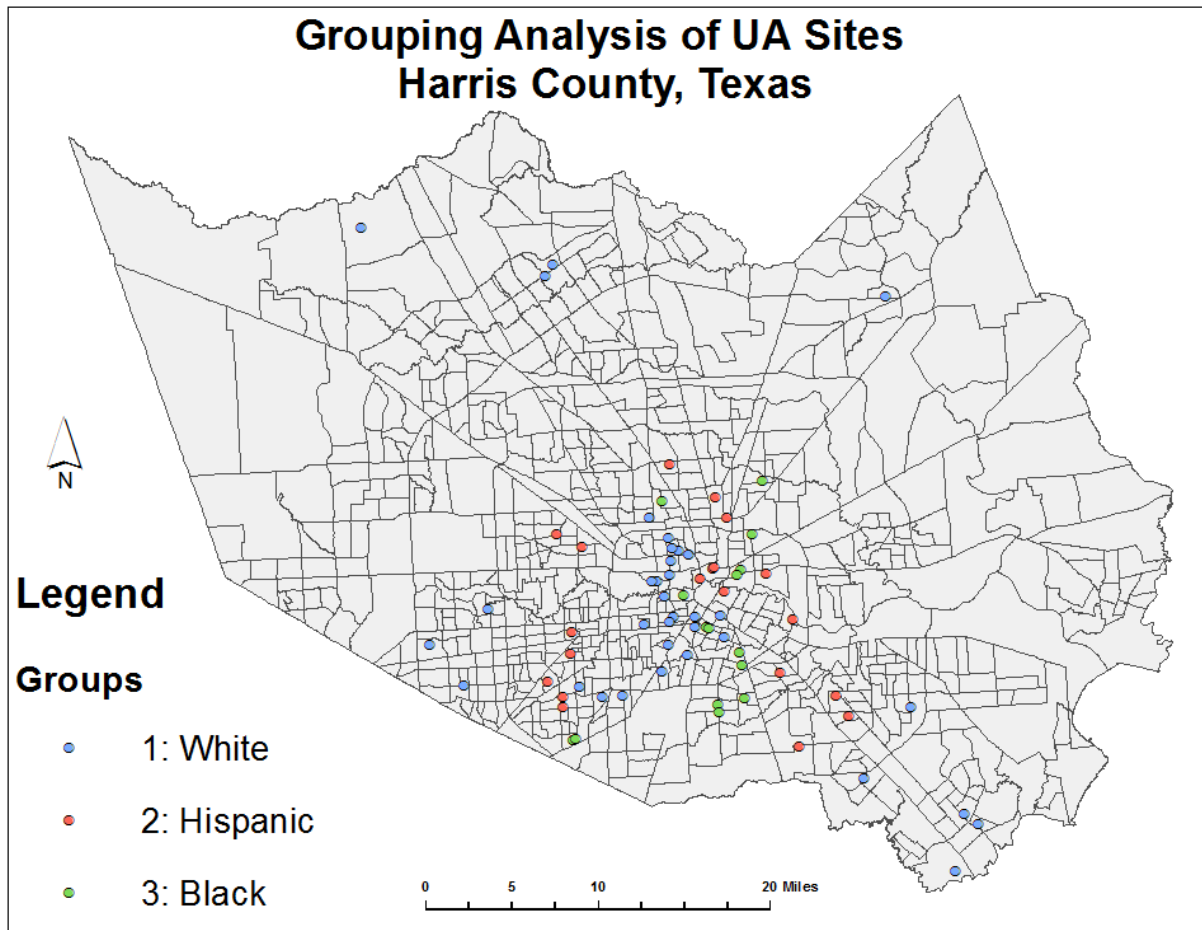 Grouping Analysis of UA Sites
Harris County, Texas
N
Legend
Groups
1: White
2: Hispanic
3: Black
0 5 10 20 Miles